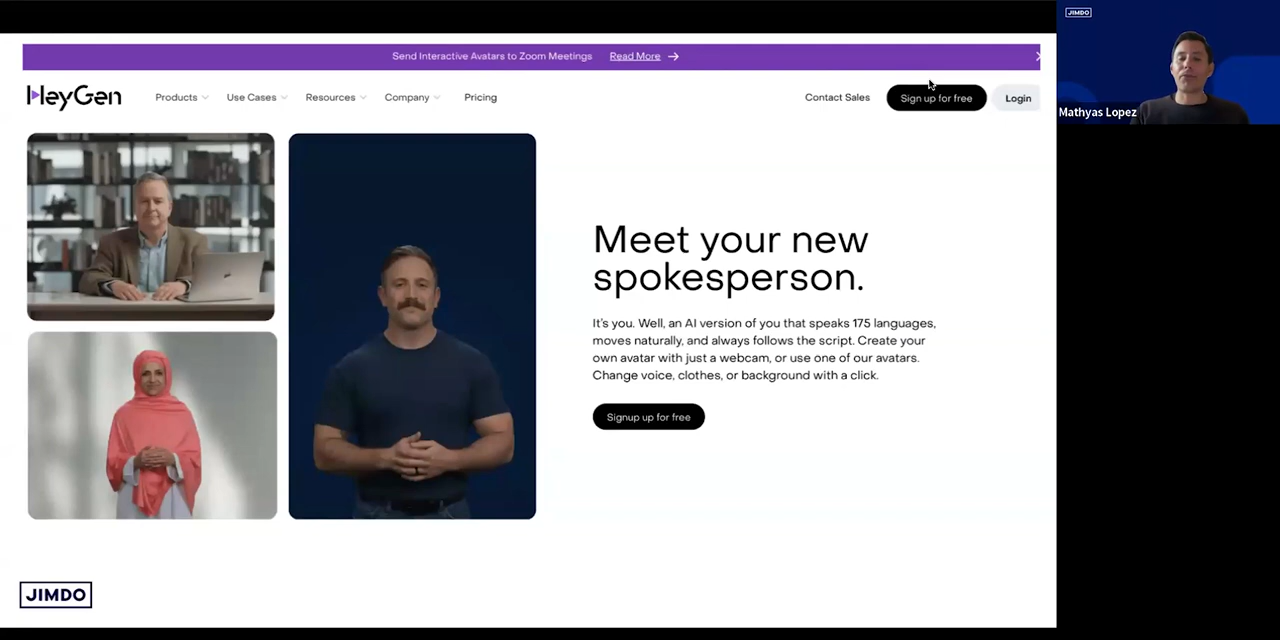 Send Interactive Avatars to Zoom Meetings Read More →
HeyGen Products Use Cases Resources Company Pricing Contact Sales Sign up for free Login
Meet your new
spokesperson.
It's you. Well, an AI version of you that speaks 175 languages,
moves naturally, and always follows the script. Create your
own avatar with just a webcam, or use one of our avatars.
Change voice, clothes, or background with a click.
Signup up for free
JIMDO
JIMDO
Mathyas Lopez